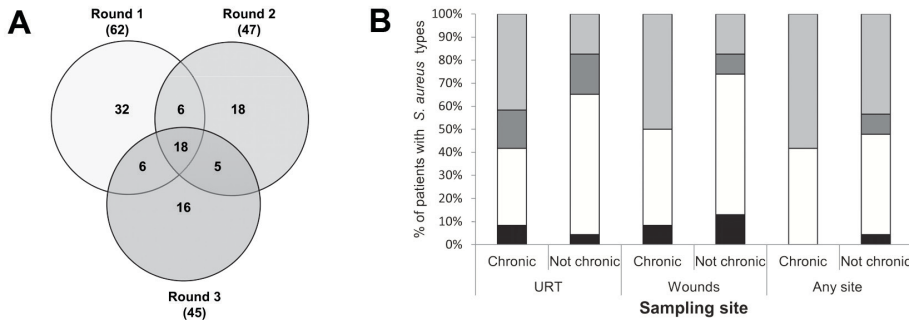 A
Round 1
(62)
Round 2
(47)
32
6
18
18
6
5
16
Round 3
(45)
B
% of patients with S. aureus types
100%
90%
80%
70%
60%
50%
40%
30%
20%
10%
0%
Chronic Not chronic Chronic Not chronic Chronic Not chronic
URT Wounds Any site
Sampling site